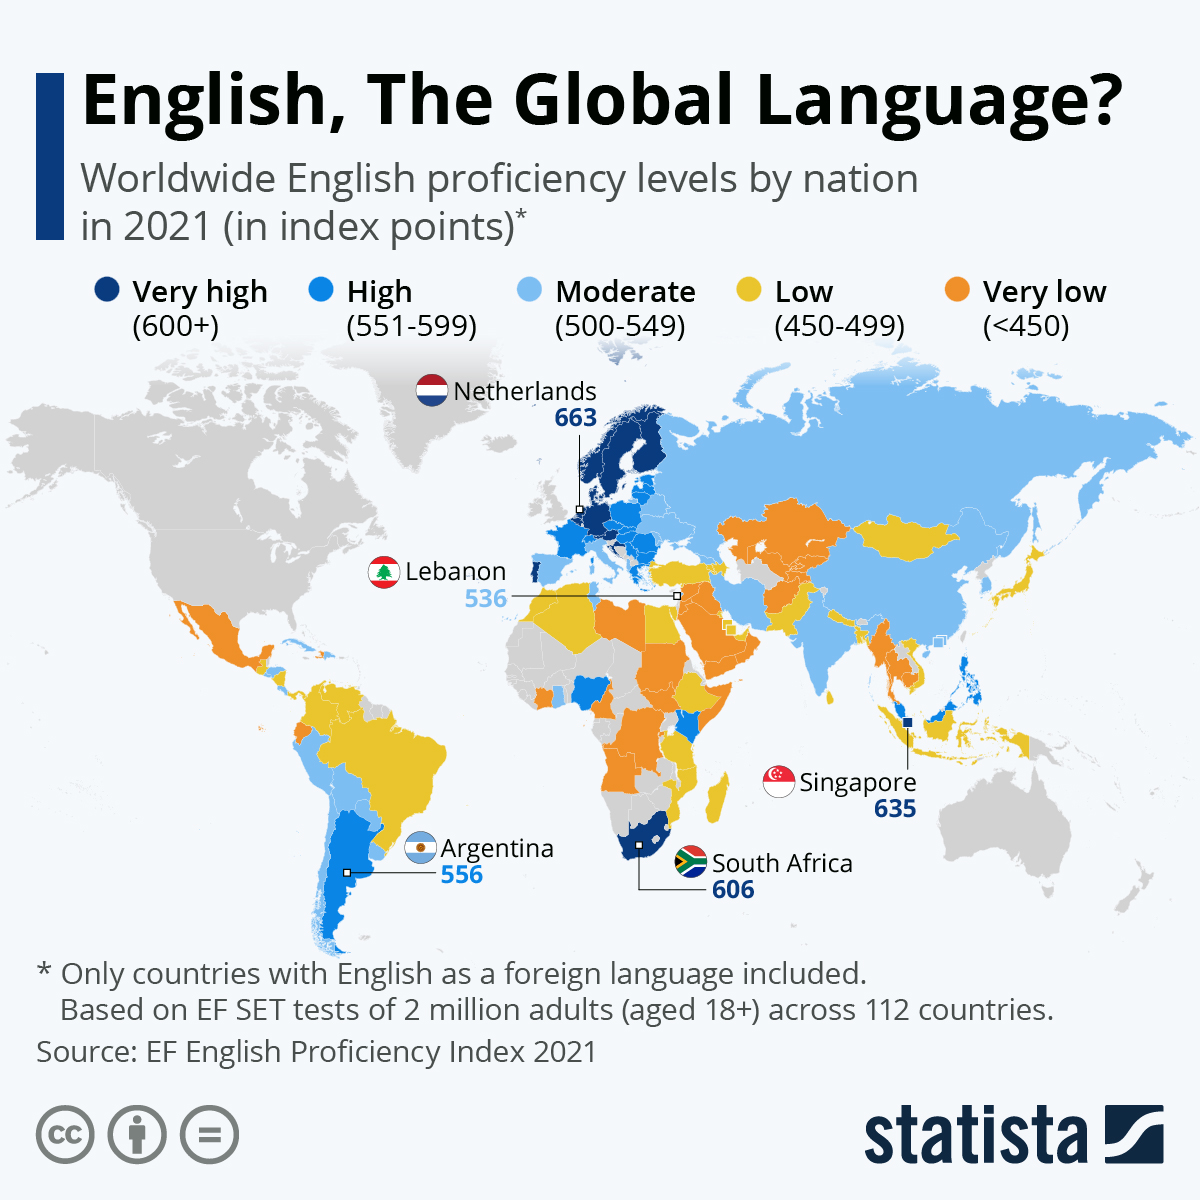 English, The Global Language?
Worldwide English proficiency levels by nation
in 2021 (in index points)*
Very high High Moderate Low Very low
(600+) (551-599) (500-549) (450-499) (<450)
Netherlands
663
Lebanon
536
Singapore
635
Argentina
556
South Africa
606
* Only countries with English as a foreign language included.
Based on EF SET tests of 2 million adults (aged 18+) across 112 countries.
Source: EF English Proficiency Index 2021
cc
statista